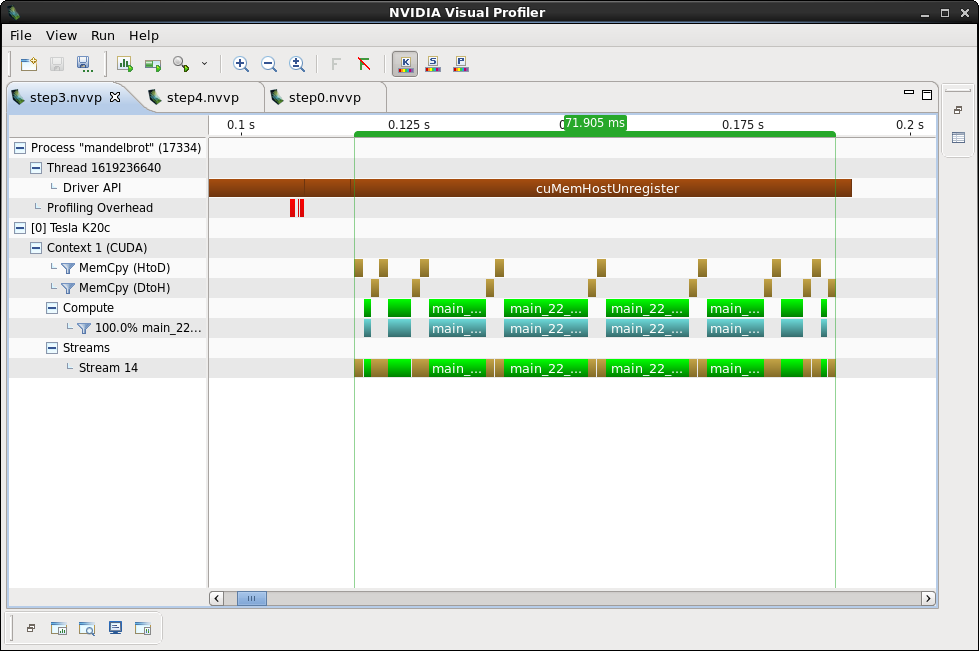 NVIDIA Visual Profiler
File View Run Help
K S P
step3.nvvp step4.nvvp step0.nvvp
0.1 s 0.125 s 71.905 ms 0.175 s 0.2 s
Process "mandelbrot" (17334)
Thread 1619236640
Driver API cuMemHostUnregister
Profiling Overhead
[0] Tesla K20c
Context 1 (CUDA)
MemCpy (HtoD)
MemCpy (DtoH)
Compute main_... main_22_... main_22_... main_...
100.0% main_22... main_... main_22_... main_22_... main_...
Streams
Stream 14 main_... main_22_... main_22_... main_...